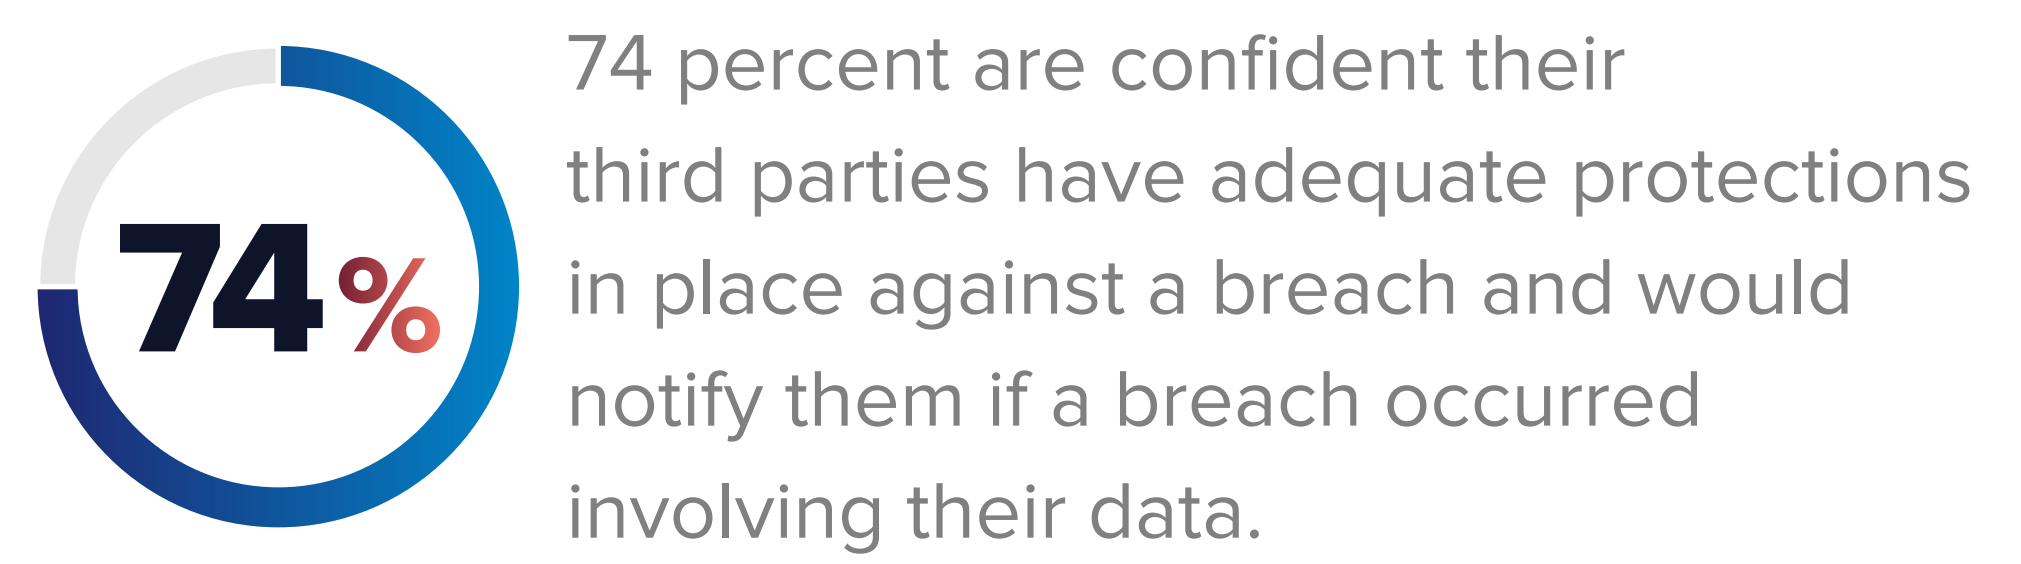 74%
74 percent are confident their
third parties have adequate protections
in place against a breach and would
notify them if a breach occurred
involving their data.